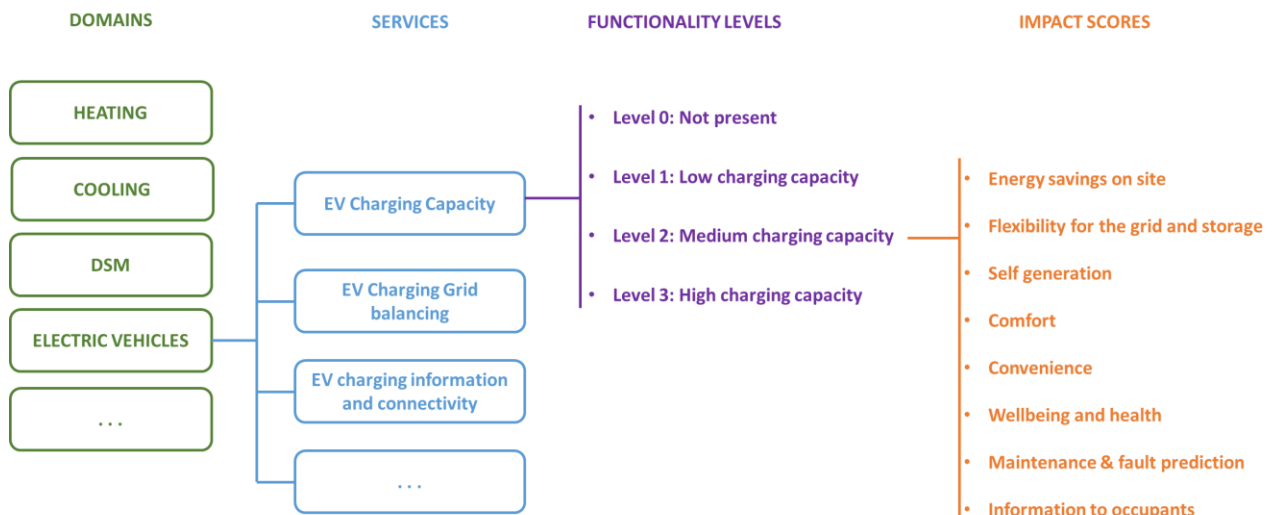 DOMAINS
SERVICES
FUNCTIONALITY LEVELS
IMPACT SCORES
HEATING
COOLING
DSM
ELECTRIC VEHICLES
. . .
EV Charging Capacity
EV Charging Grid
balancing
EV charging information
and connectivity
. . .
• Level 0: Not present
• Level 1: Low charging capacity
• Level 2: Medium charging capacity
• Level 3: High charging capacity
• Energy savings on site
• Flexibility for the grid and storage
• Self generation
• Comfort
• Convenience
• Wellbeing and health
• Maintenance & fault prediction
• Information to occupants